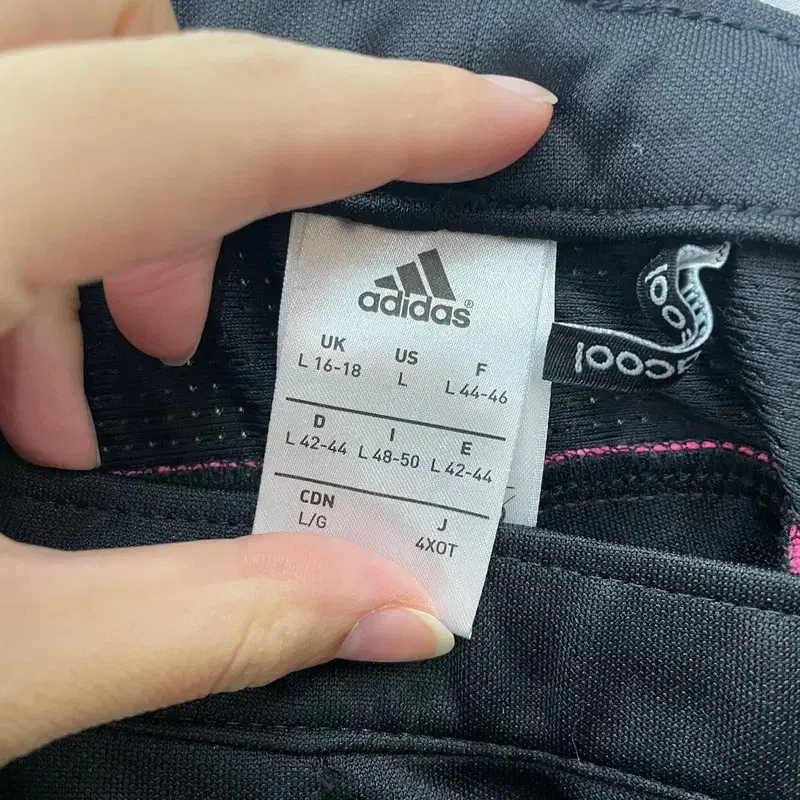 adidas®
UK US F
L 16-18 L L 44-46
D I E
L 42-44 L 48-50 L 42-44
CDN J
L/G 4XOT